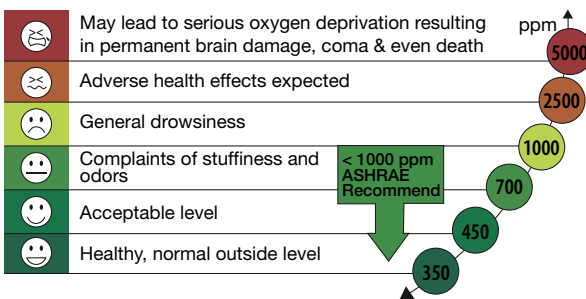 May lead to serious oxygen deprivation resulting
in permanent brain damage, coma & even death
ppm
5000
Adverse health effects expected
2500
General drowsiness
1000
Complaints of stuffiness and
odors
< 1000 ppm
ASHRAE
Recommend
700
Acceptable level
450
Healthy, normal outside level
350